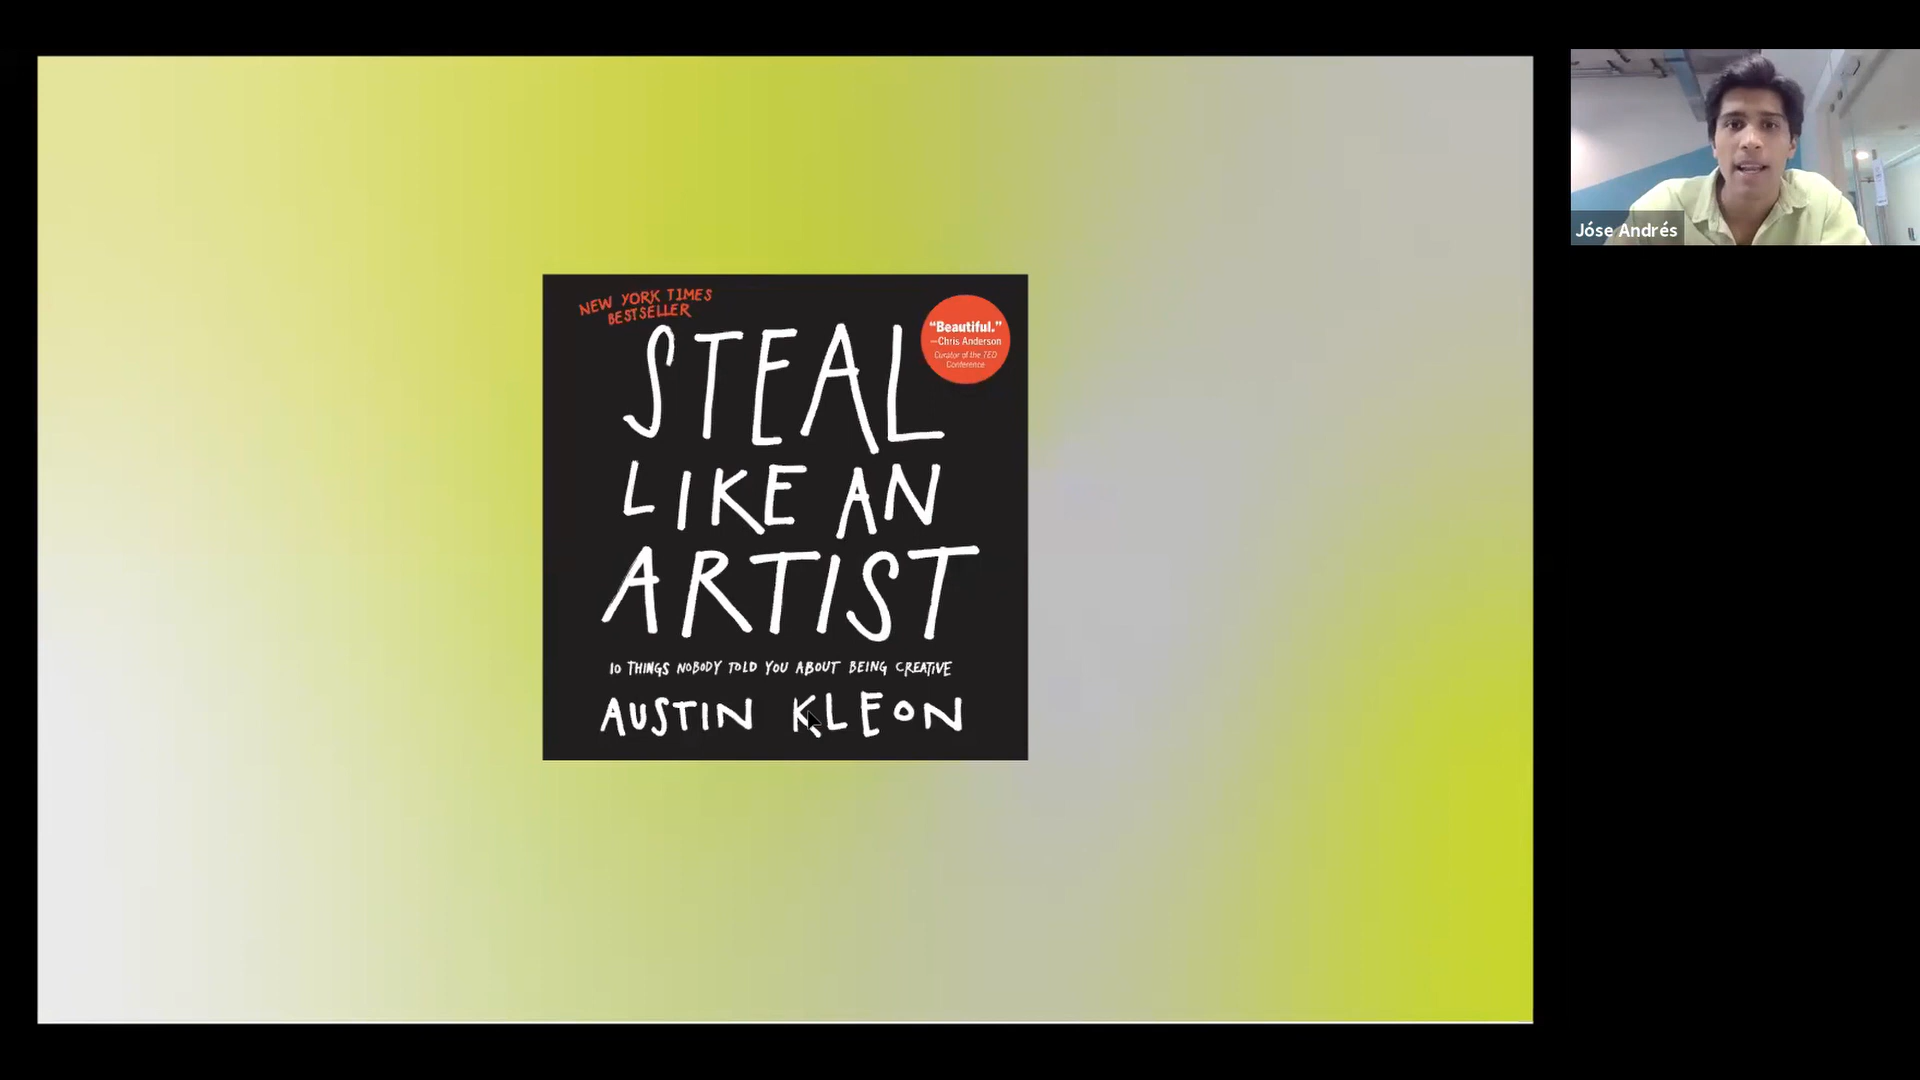 NEW YORK TIMES
BESTSELLER
“Beautiful.”
—Chris Anderson
Curator of the TED
Conference
STEAL
LIKE AN
ARTIST
10 THINGS NOBODY TOLD YOU ABOUT BEING CREATIVE
AUSTIN KLEON
Jóse Andrés